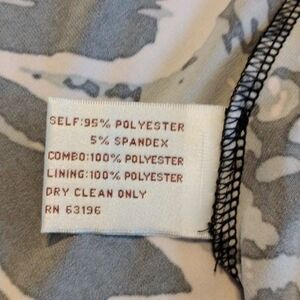 SELF:95% POLYESTER
5% SPANDEX
COMBO:100% POLYESTER
LINING:100% POLYESTER
DRY CLEAN ONLY
RN 63196